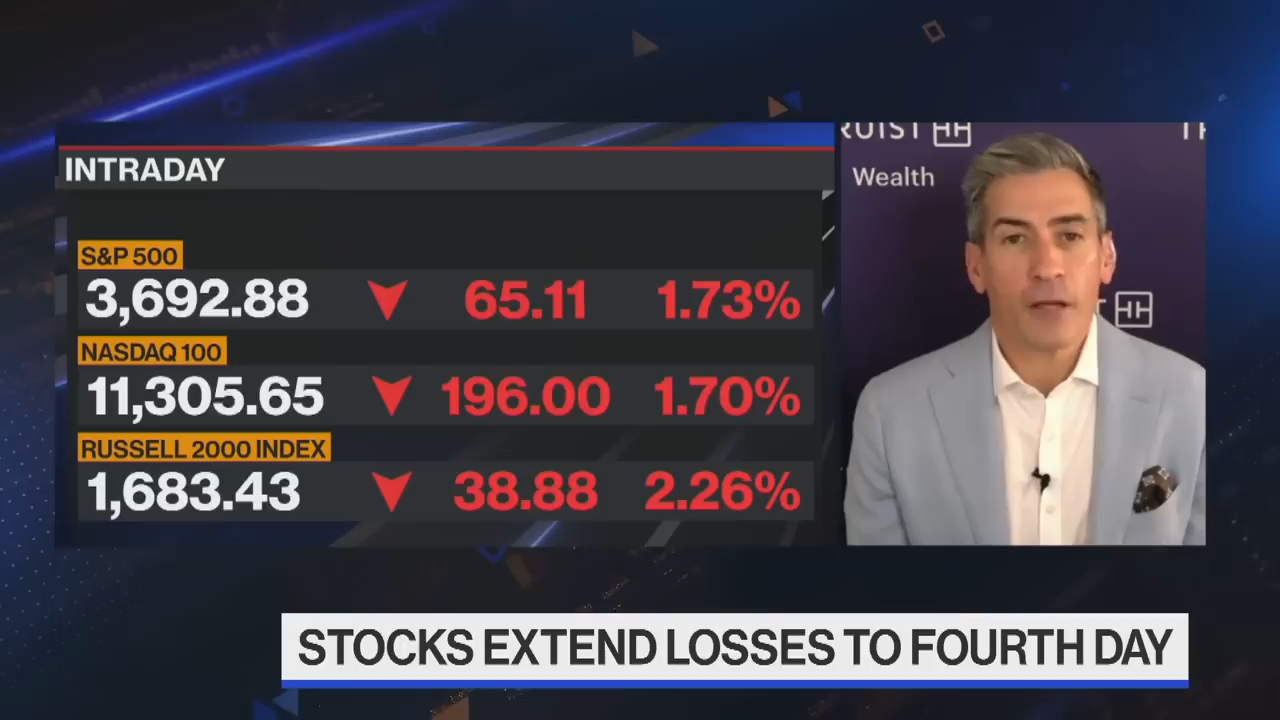 INTRADAY
S&P 500
3,692.88 65.11 1.73%
NASDAQ 100
11,305.65 196.00 1.70%
RUSSELL 2000 INDEX
1,683.43 38.88 2.26%
RUIST
Wealth
STOCKS EXTEND LOSSES TO FOURTH DAY